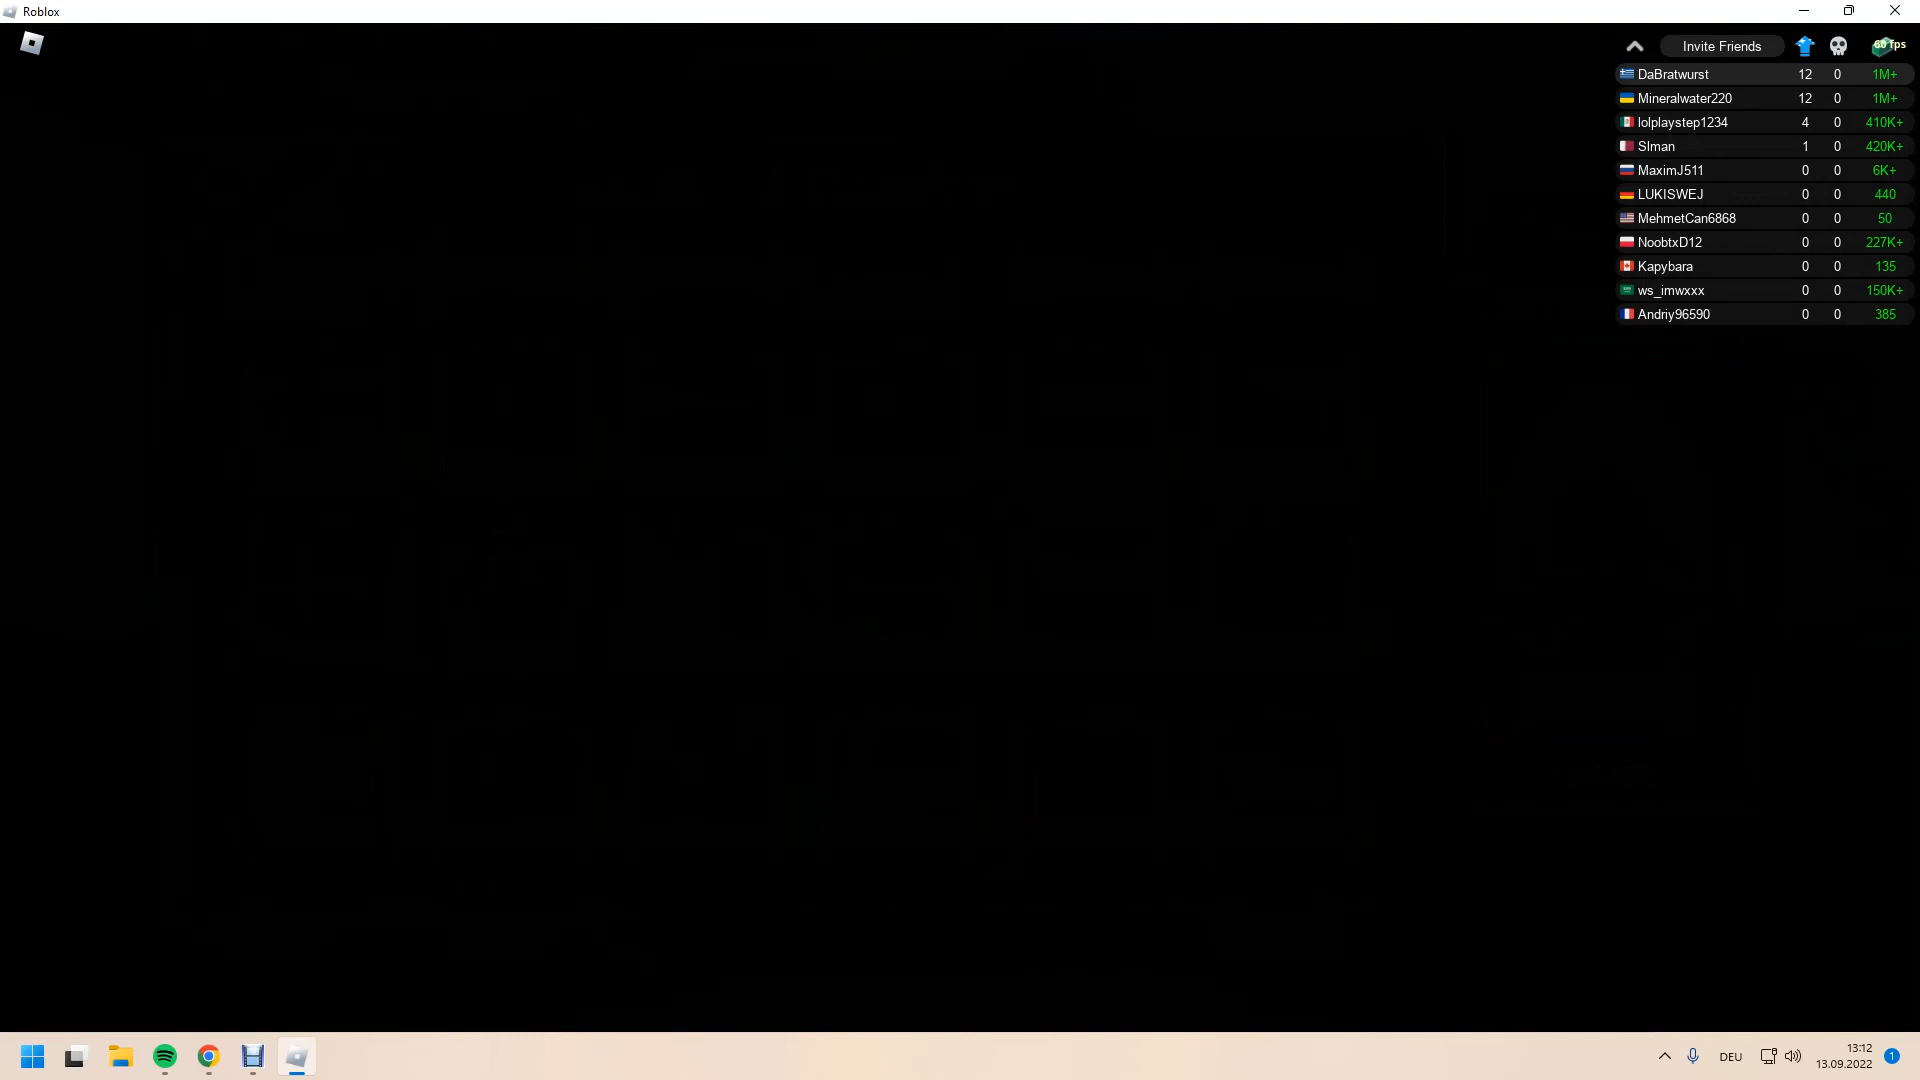 Roblox
Invite Friends 60 fps
DaBratwurst 12 0 1M+
Mineralwater220 12 0 1M+
lolplaystep1234 4 0 410K+
Slman 1 0 420K+
MaximJ511 0 0 6K+
LUKISWEJ 0 0 440
MehmetCan6868 0 0 50
NoobtxD12 0 0 227K+
Kapybara 0 0 135
ws_imwxxx 0 0 150K+
Andriy96590 0 0 385
DEU 13:12 1
13.09.2022